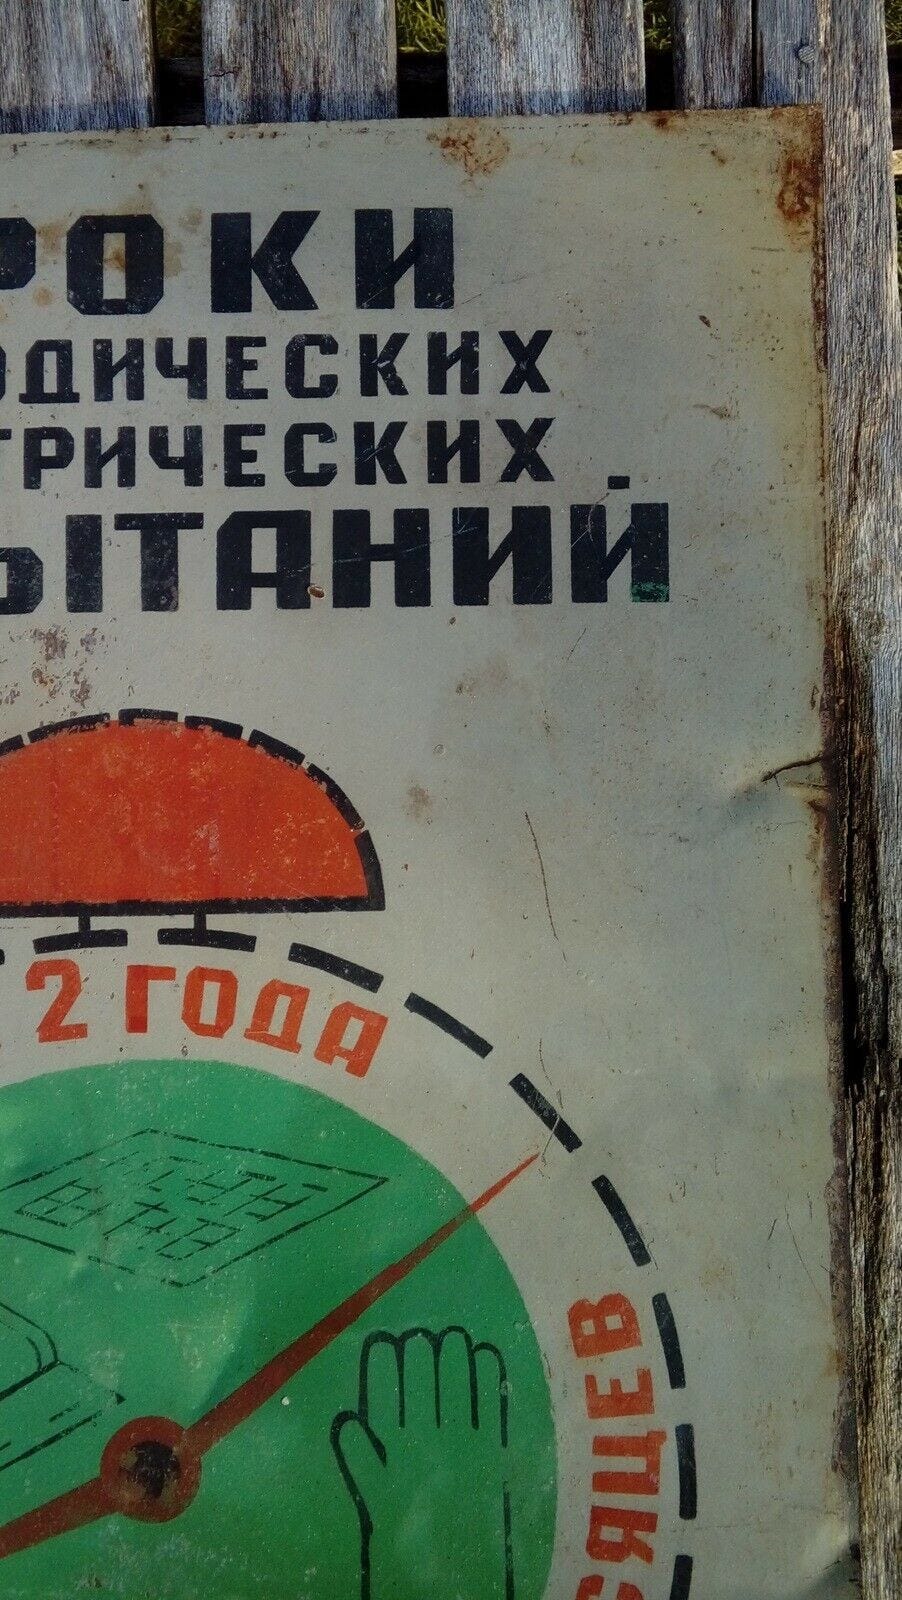 РОКИ
ОДИЧЕСКИХ
ТРИЧЕСКИХ
ЫТАНИЙ
2 ГОДА
СЯЦЕВ